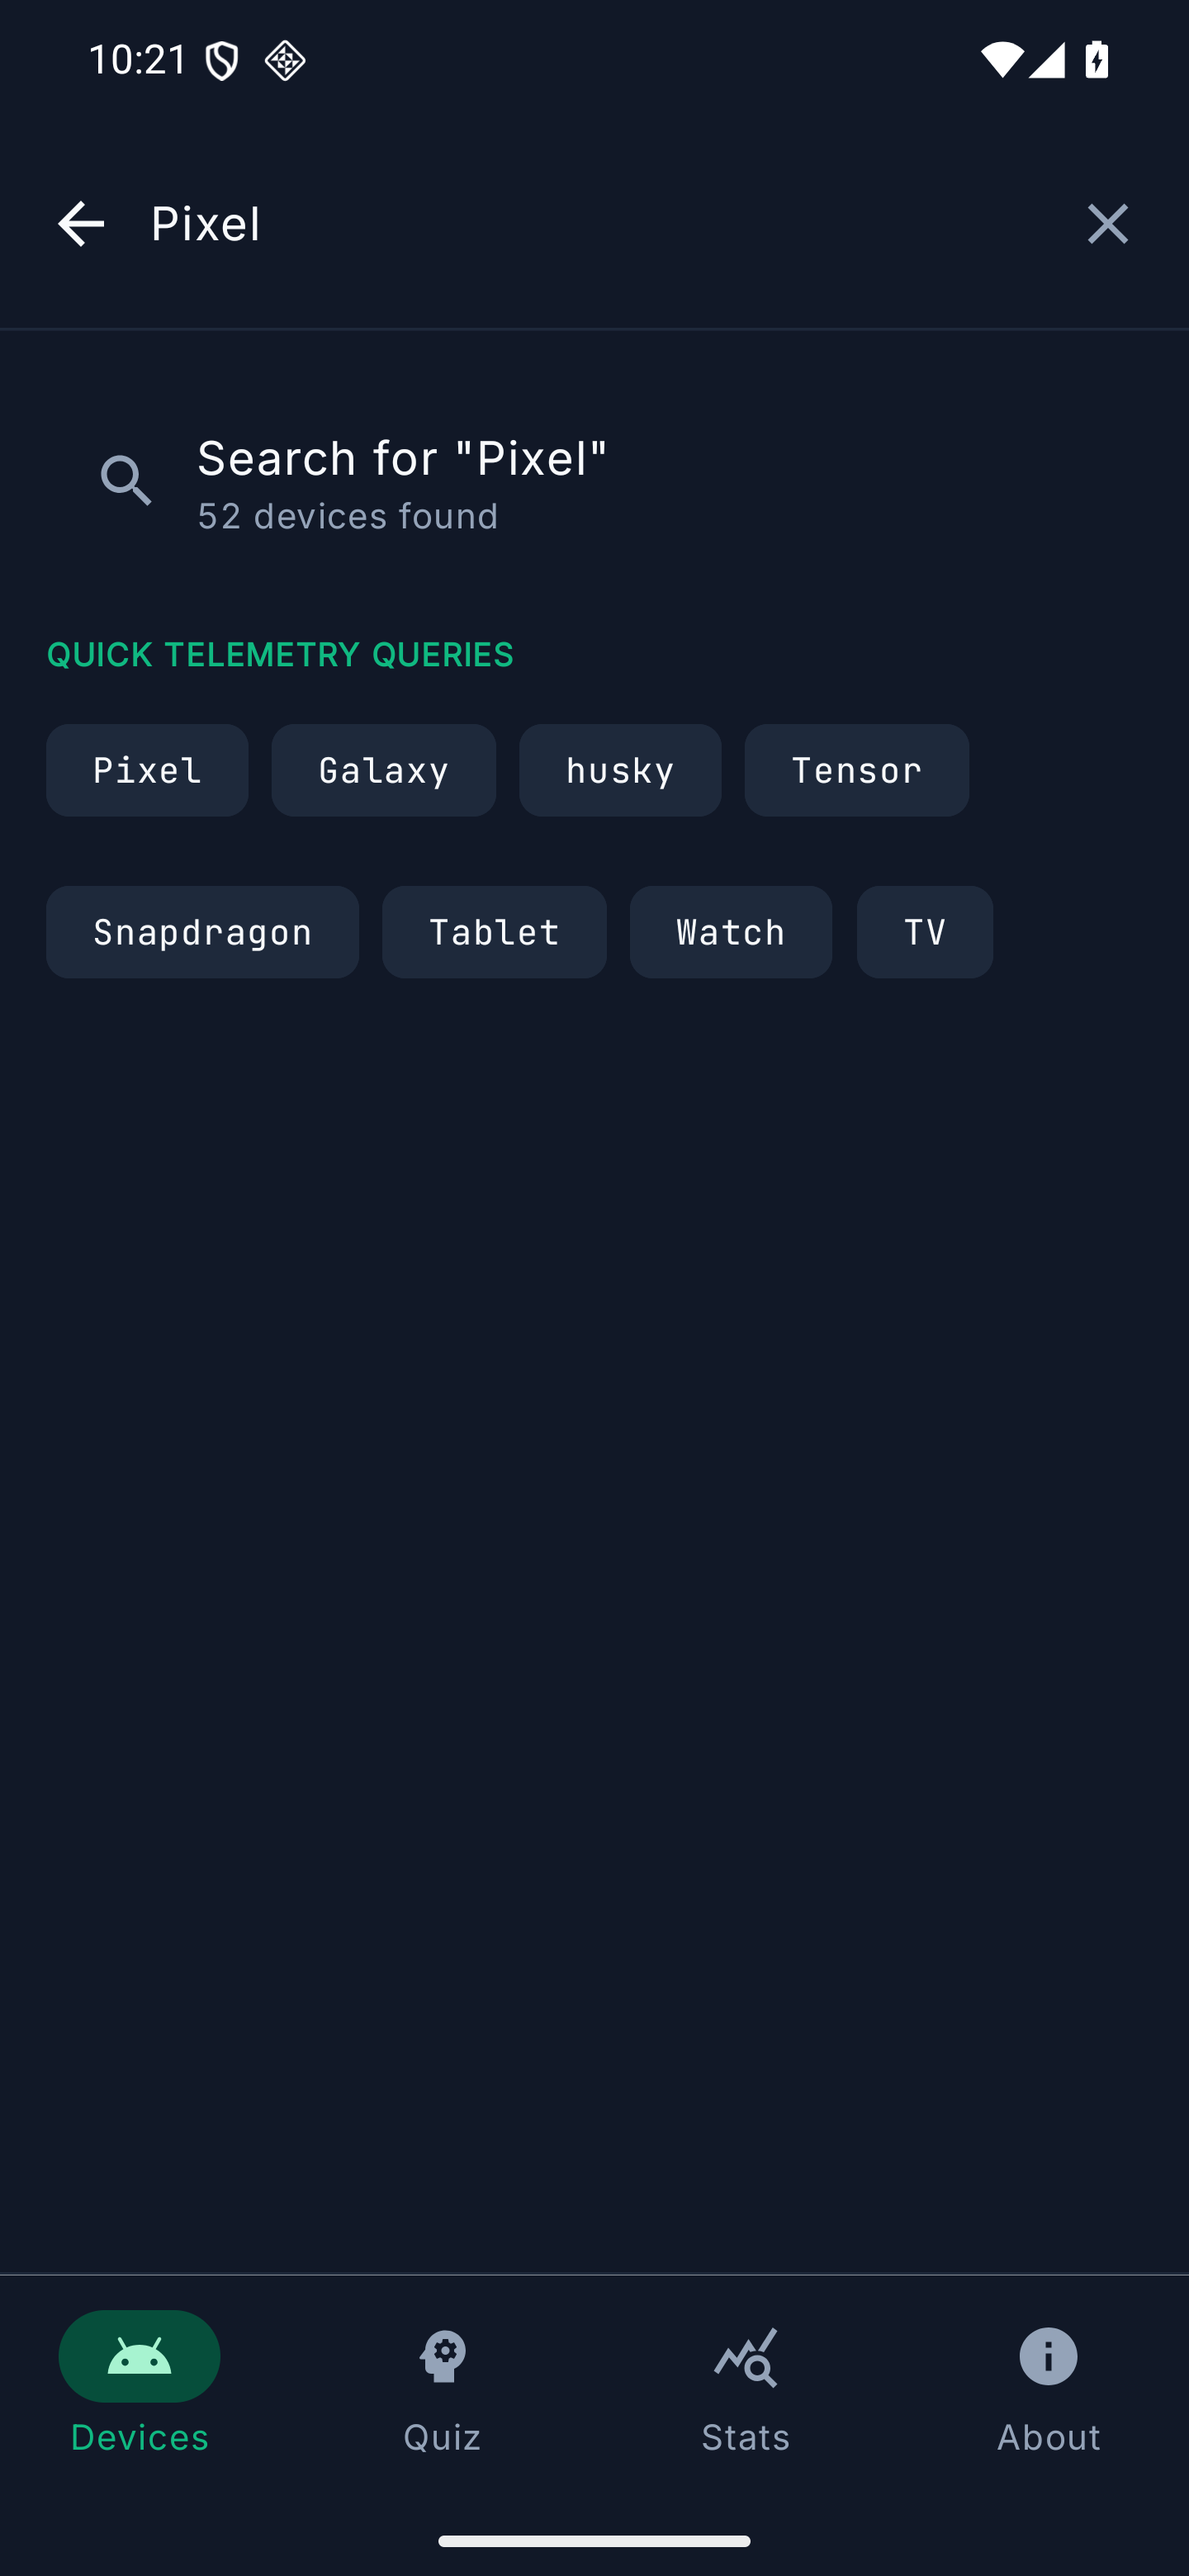 10:21
Pixel
Search for "Pixel"
52 devices found
QUICK TELEMETRY QUERIES
Pixel Galaxy husky Tensor
Snapdragon Tablet Watch TV
Devices Quiz Stats About